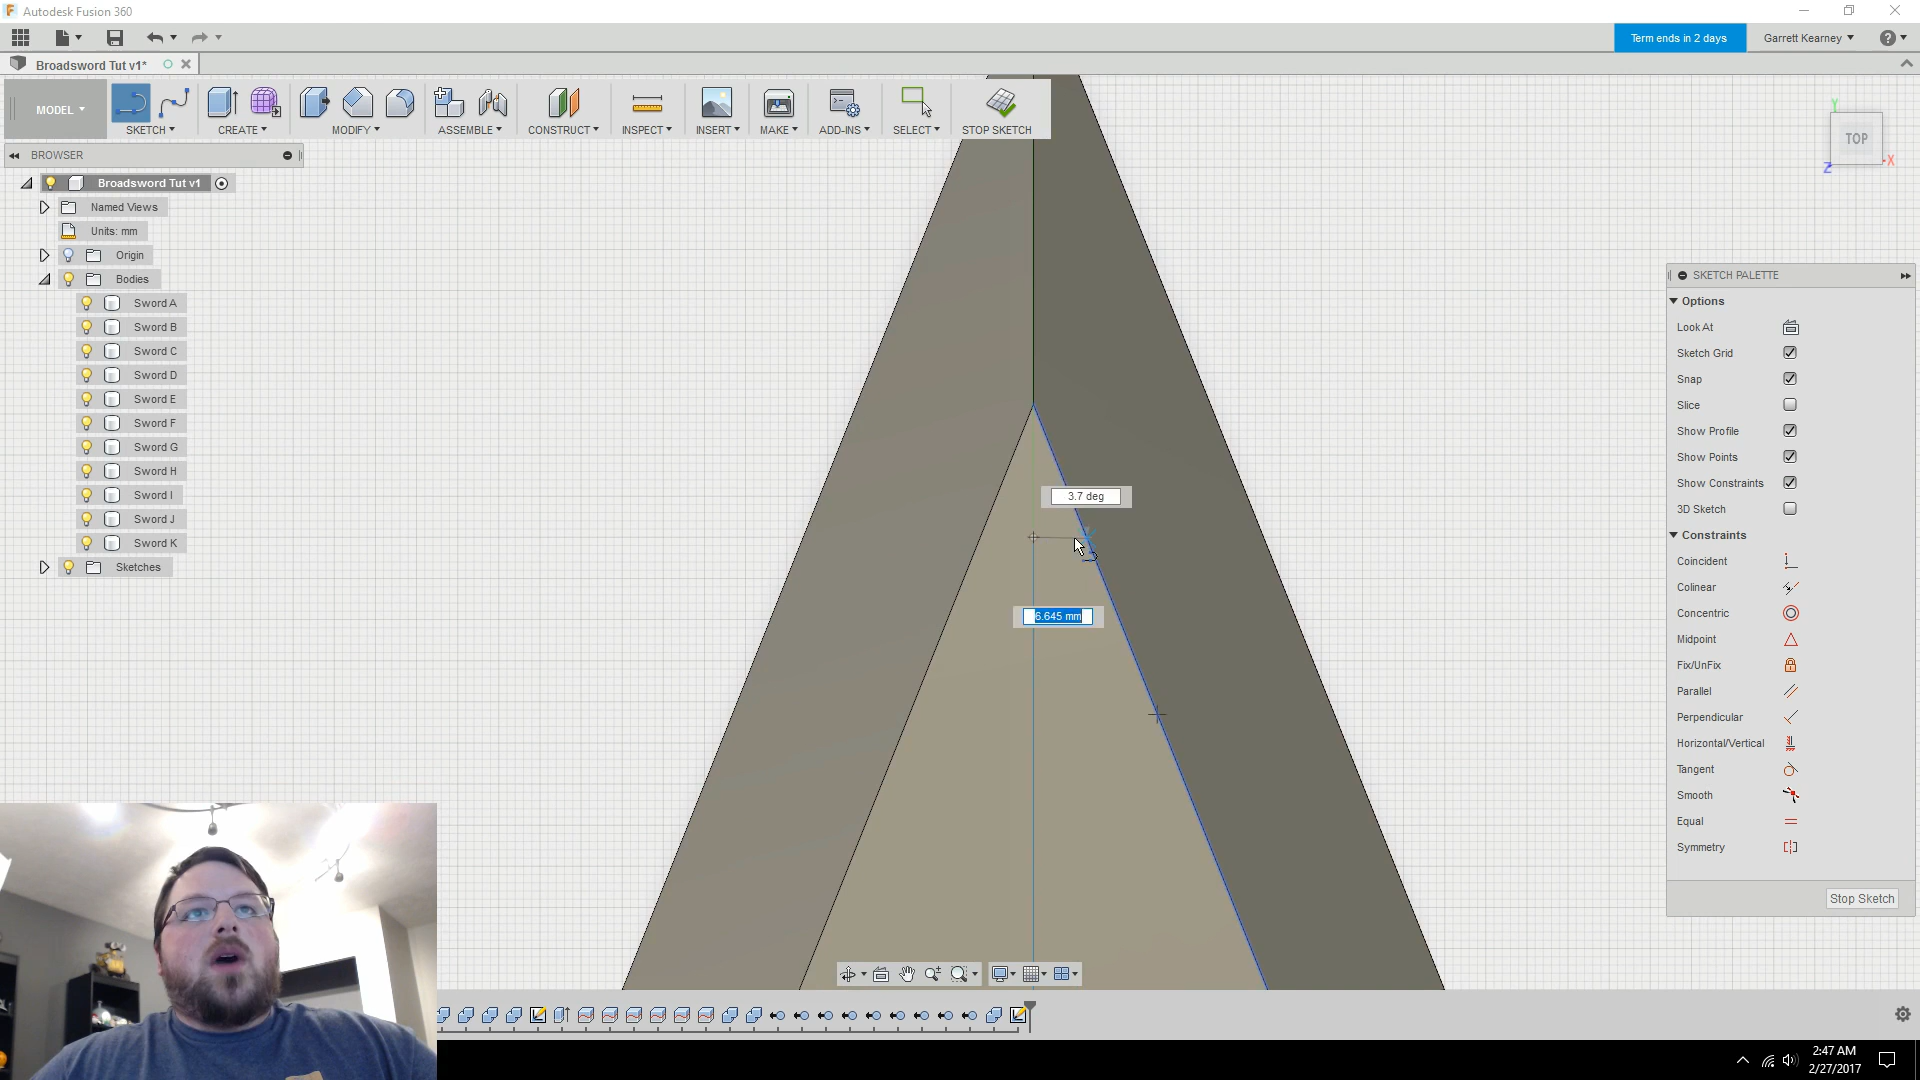 Autodesk Fusion 360
Term ends in 2 days
Garrett Kearney
Broadsword Tut v1*
MODEL
SKETCH
CREATE
MODIFY
ASSEMBLE
CONSTRUCT
INSPECT
INSERT
MAKE
ADD-INS
SELECT
STOP SKETCH
BROWSER
Broadsword Tut v1
Named Views
Units: mm
Origin
Bodies
Sword A
Sword B
Sword C
Sword D
Sword E
Sword F
Sword G
Sword H
Sword I
Sword J
Sword K
Sketches
Y
TOP
X
Z
3.7 deg
6.645 mm
SKETCH PALETTE
Options
Look At
Sketch Grid
Snap
Slice
Show Profile
Show Points
Show Constraints
3D Sketch
Constraints
Coincident
Colinear
Concentric
Midpoint
Fix/UnFix
Parallel
Perpendicular
Horizontal/Vertical
Tangent
Smooth
Equal
Symmetry
Stop Sketch
2:47 AM
2/27/2017